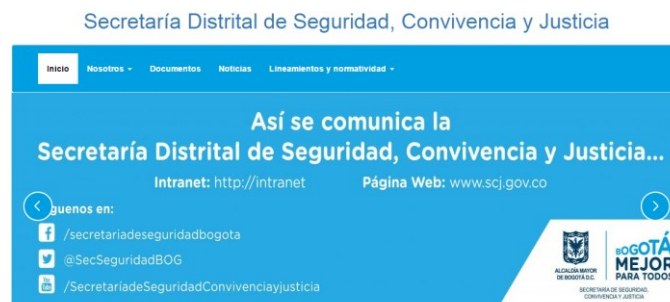 Secretaría Distrital de Seguridad, Convivencia y Justicia
Inicio Nosotros Documentos Noticias Lineamientos y normatividad
Así se comunica la
Secretaría Distrital de Seguridad, Convivencia y Justicia...
Intranet: http://intranet Página Web: www.scj.gov.co
guenos en:
/secretariadeseguridadbogota
@SecSeguridadBOG
/SecretaríadeSeguridadConvivenciayjusticia
ALCALDÍA MAYOR
DE BOGOTÁ D.C.
BOGOTÁ
MEJOR
PARA TODOS
SECRETARÍA DE SEGURIDAD,
CONVIVENCIA Y JUSTICIA